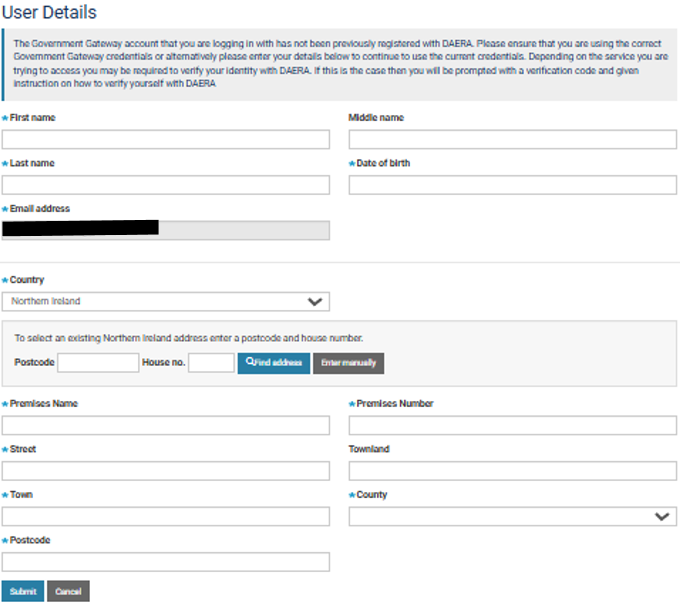 User Details
The Government Gateway account that you are logging in with has not been previously registered with DAERA. Please ensure that you are using the correct
Government Gateway credentials or alternatively please enter your details below to continue to use the current credentials. Depending on the service you are
trying to access you may be required to verify your identity with DAERA. If this is the case then you will be prompted with a verification code and given
instruction on how to verify yourself with DAERA
* First name Middle name
* Last name * Date of birth
* Email address
* Country
Northern Ireland
To select an existing Northern Ireland address enter a postcode and house number.
Postcode House no. Find address Enter manually
* Premises Name * Premises Number
* Street Townland
* Town * County
* Postcode
Submit Cancel